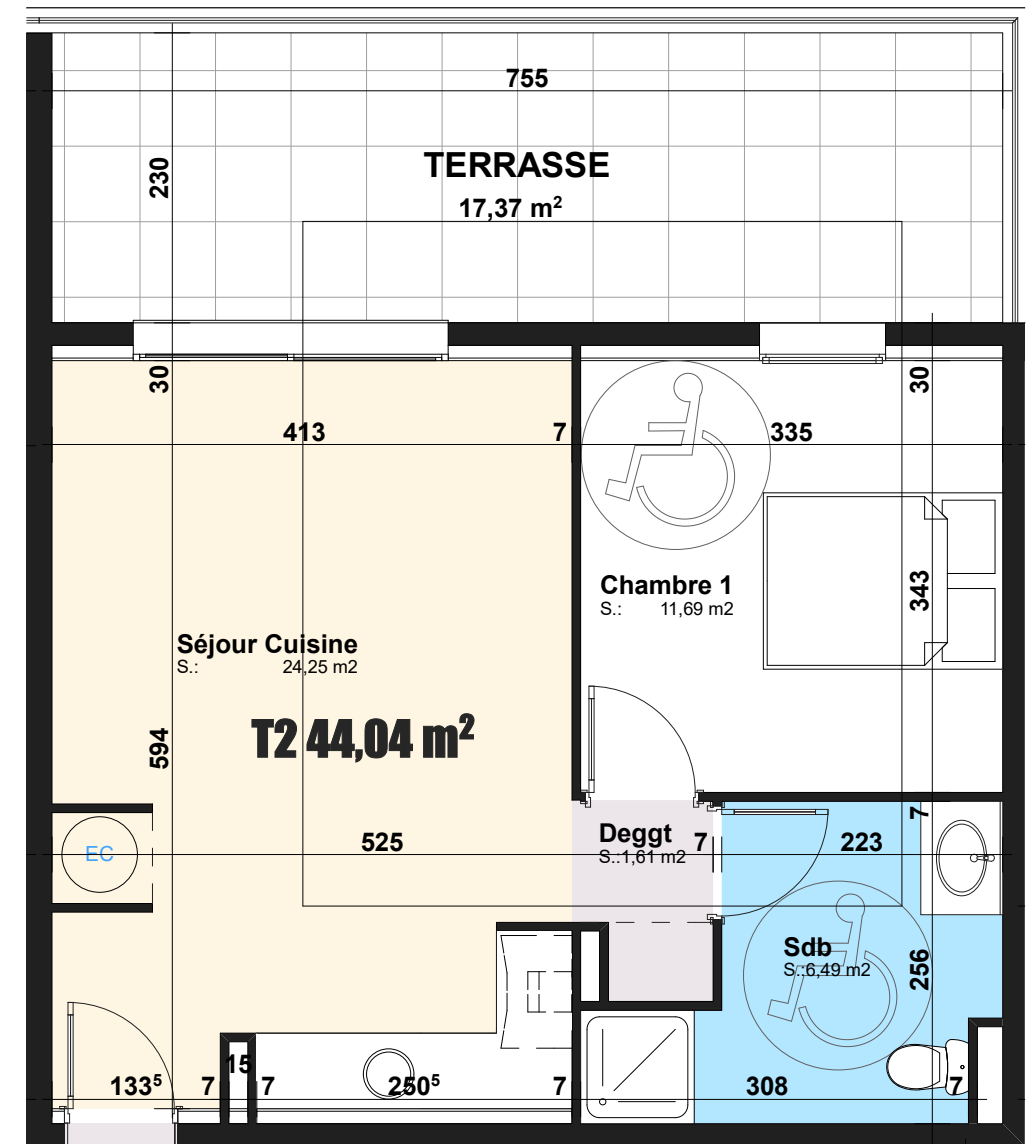 755
TERRASSE
230
17,37 m²
30
30
413
7
335
Chambre 1
S.: 11,69 m2
343
Séjour Cuisine
S.: 24,25 m2
T2 44,04 m²
594
7
Deggt
S.:1,61 m2
EC
525
7
223
Sdb
S.:6,49 m2
256
15
133⁵
7
7
250⁵
7
308
7